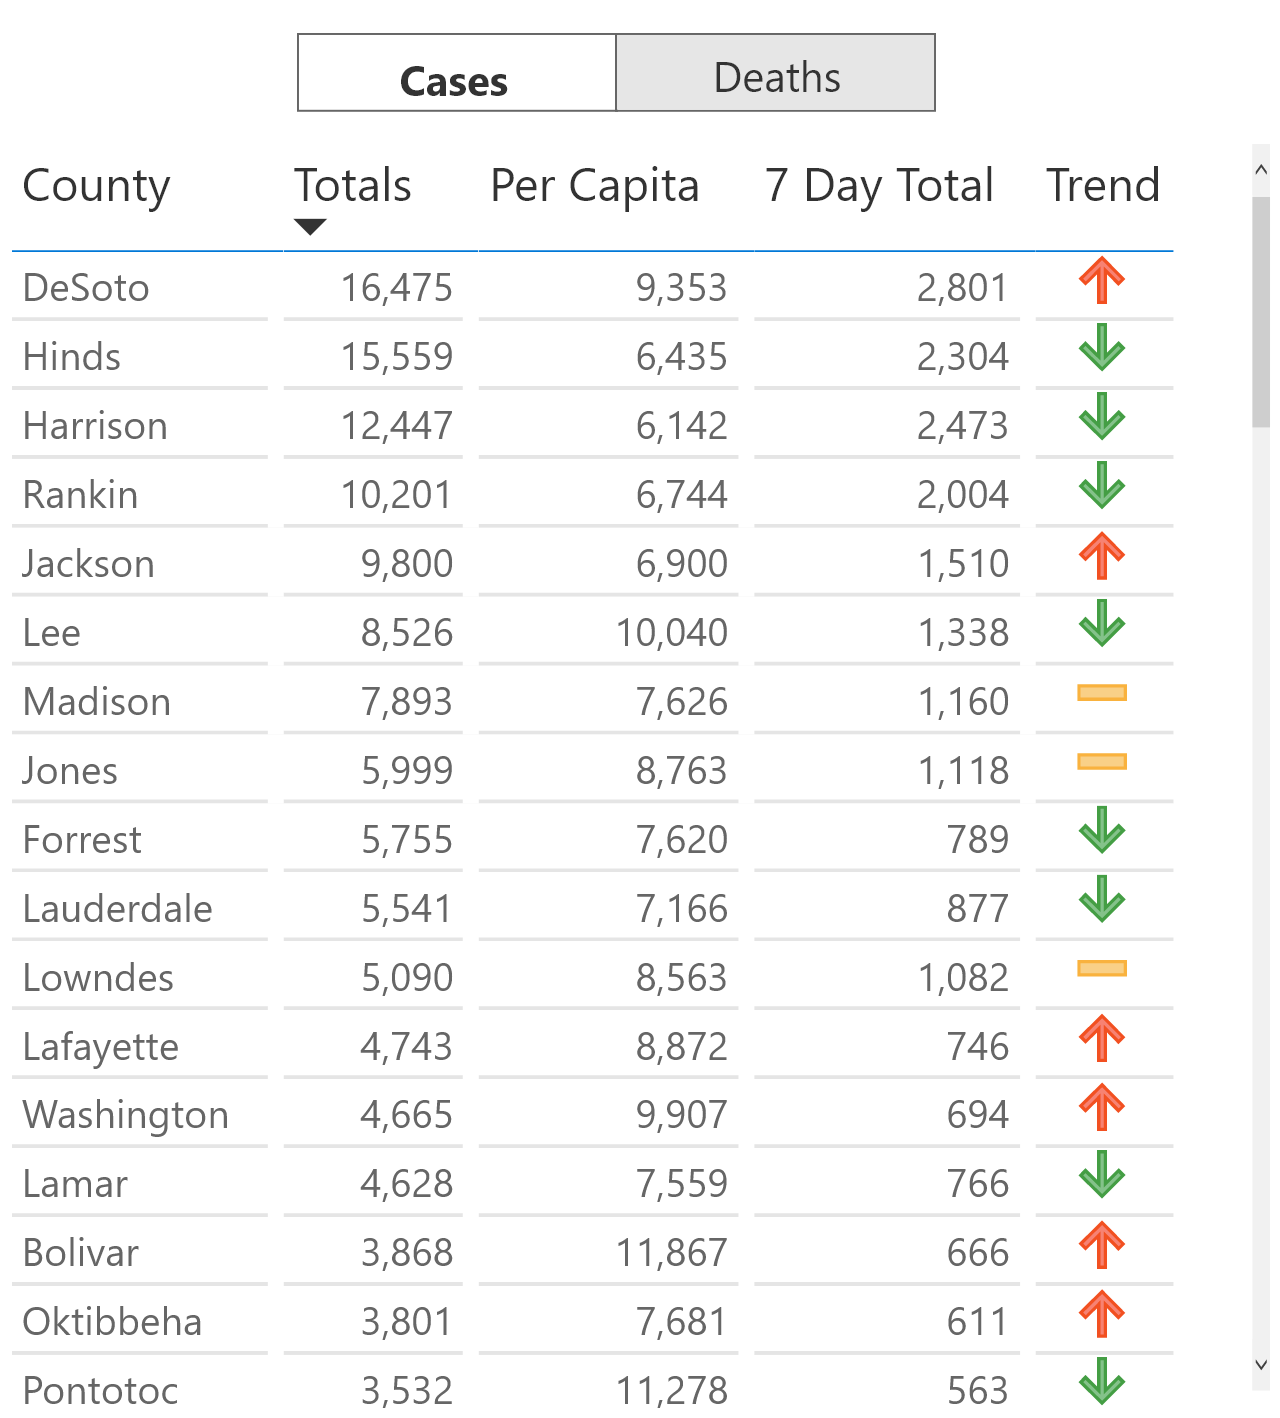 Cases Deaths
County Totals Per Capita 7 Day Total Trend
DeSoto 16,475 9,353 2,801
Hinds 15,559 6,435 2,304
Harrison 12,447 6,142 2,473
Rankin 10,201 6,744 2,004
Jackson 9,800 6,900 1,510
Lee 8,526 10,040 1,338
Madison 7,893 7,626 1,160
Jones 5,999 8,763 1,118
Forrest 5,755 7,620 789
Lauderdale 5,541 7,166 877
Lowndes 5,090 8,563 1,082
Lafayette 4,743 8,872 746
Washington 4,665 9,907 694
Lamar 4,628 7,559 766
Bolivar 3,868 11,867 666
Oktibbeha 3,801 7,681 611
Pontotoc 3,532 11,278 563